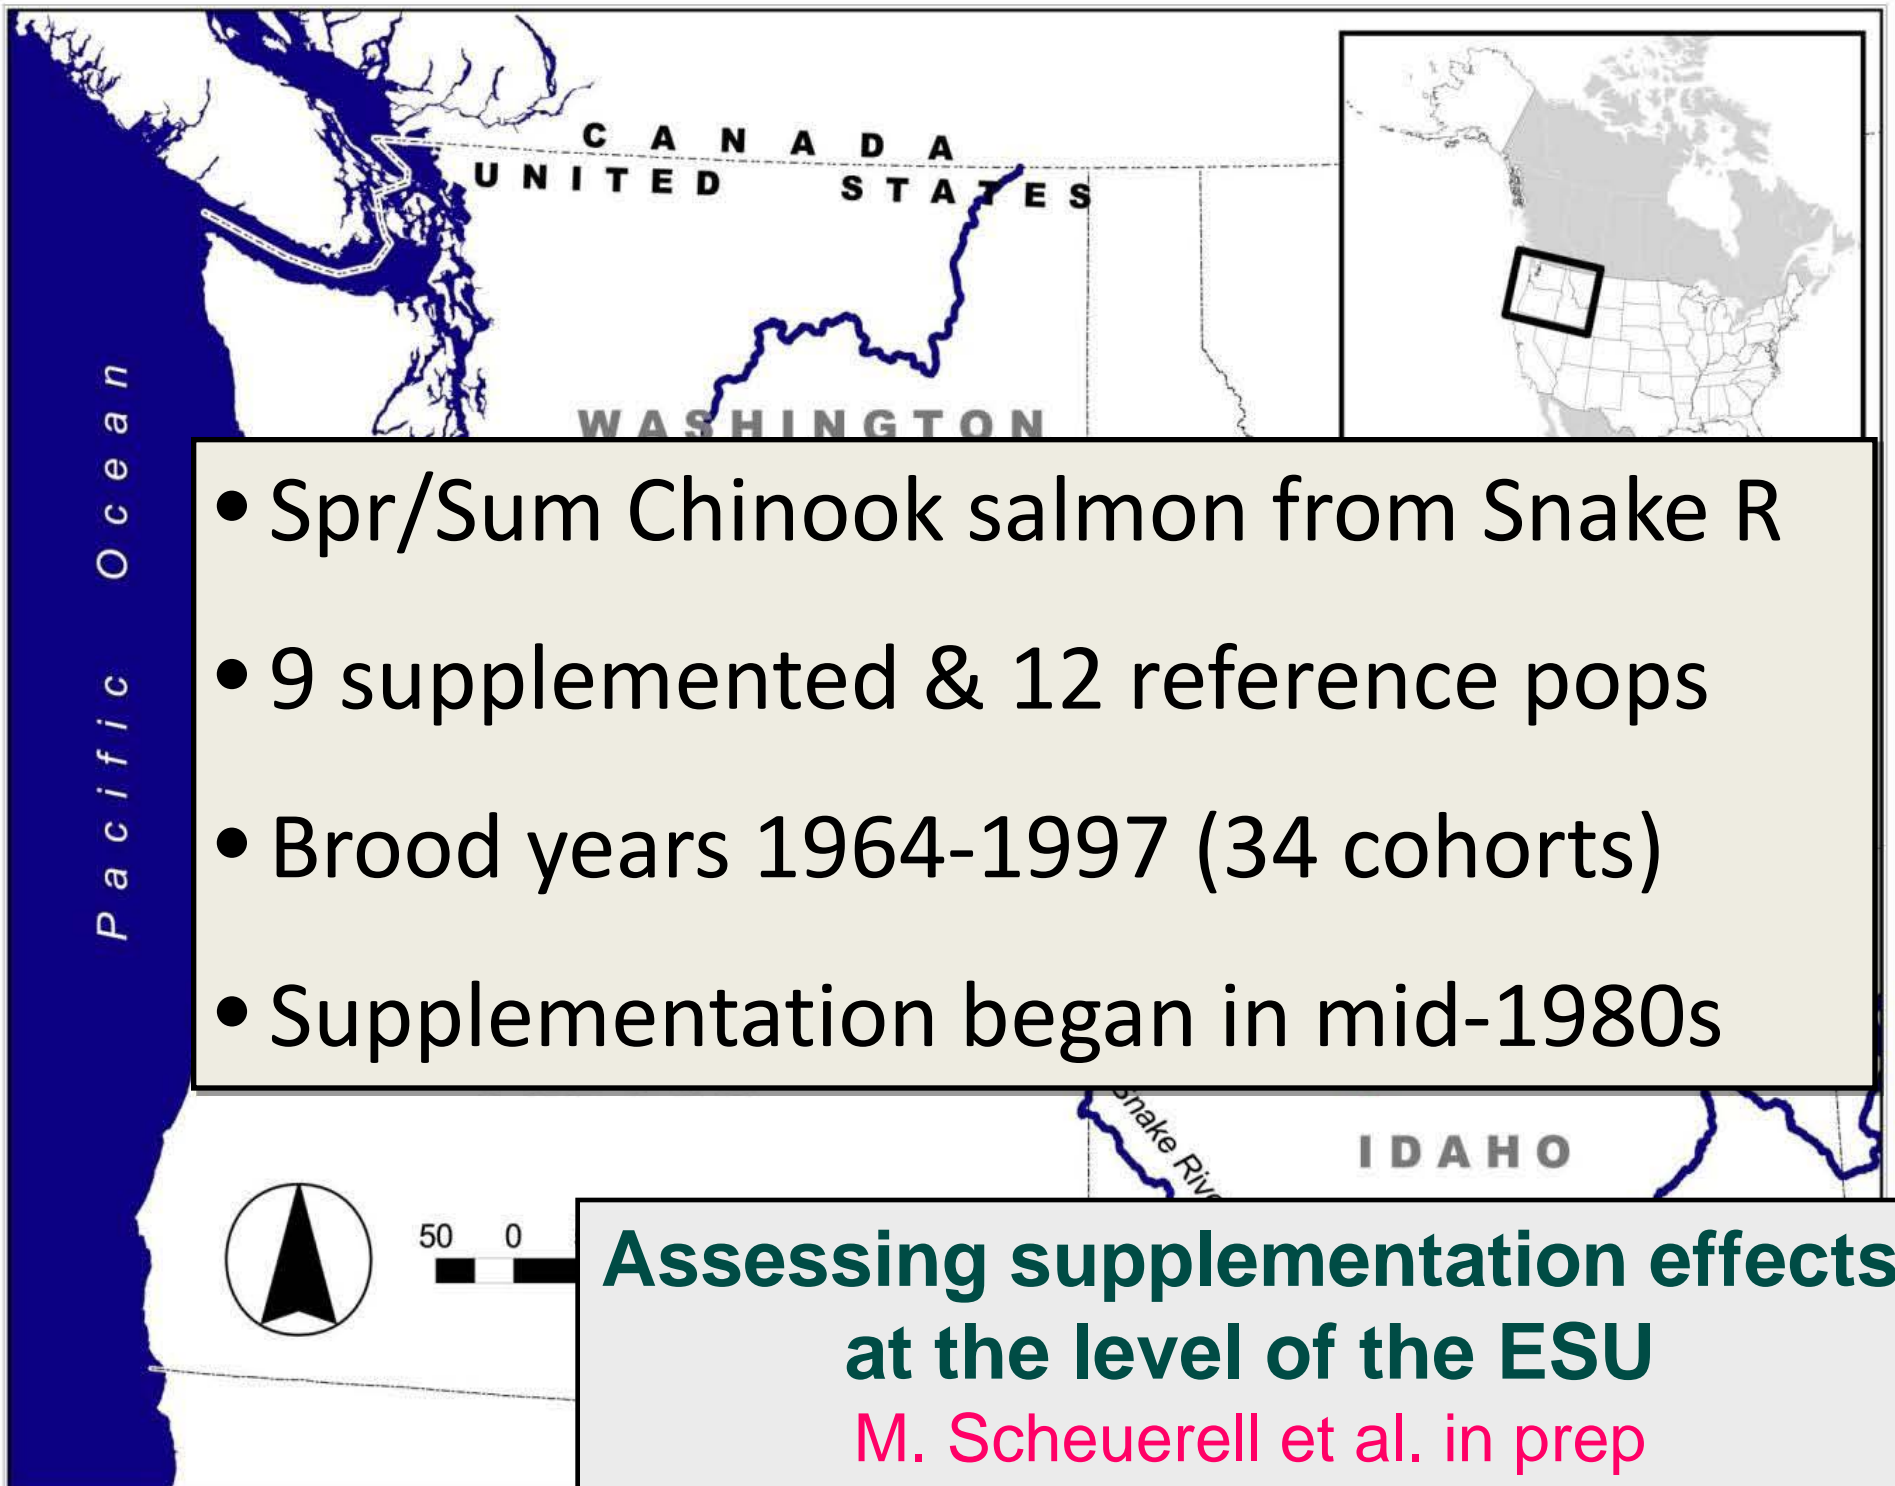 CANADA
UNITED STATES
WASHINGTON
Pacific Ocean
• Spr/Sum Chinook salmon from Snake R
• 9 supplemented & 12 reference pops
• Brood years 1964-1997 (34 cohorts)
• Supplementation began in mid-1980s
Snake Rive
IDAHO
50 0
Assessing supplementation effects
at the level of the ESU
M. Scheuerell et al. in prep